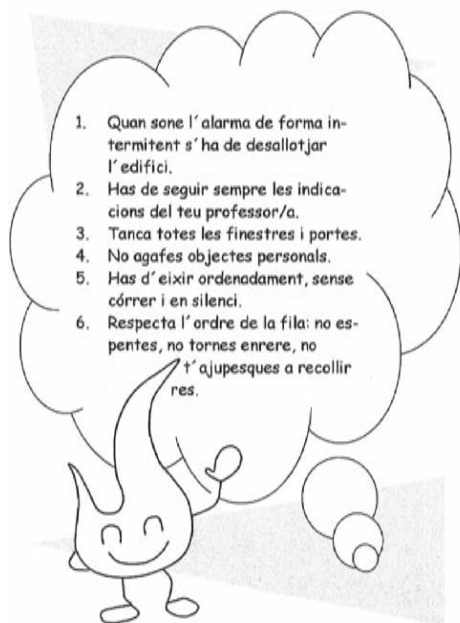 1. Quan sone l´alarma de forma in-
termitent s´ha de desallotjar
l´edifici.
2. Has de seguir sempre les indica-
cions del teu professor/a.
3. Tanca totes les finestres i portes.
4. No agafes objectes personals.
5. Has d´eixir ordenadament, sense
córrer i en silenci.
6. Respecta l´ordre de la fila: no es-
pentes, no tornes enrere, no
t´ajupesques a recollir
res.